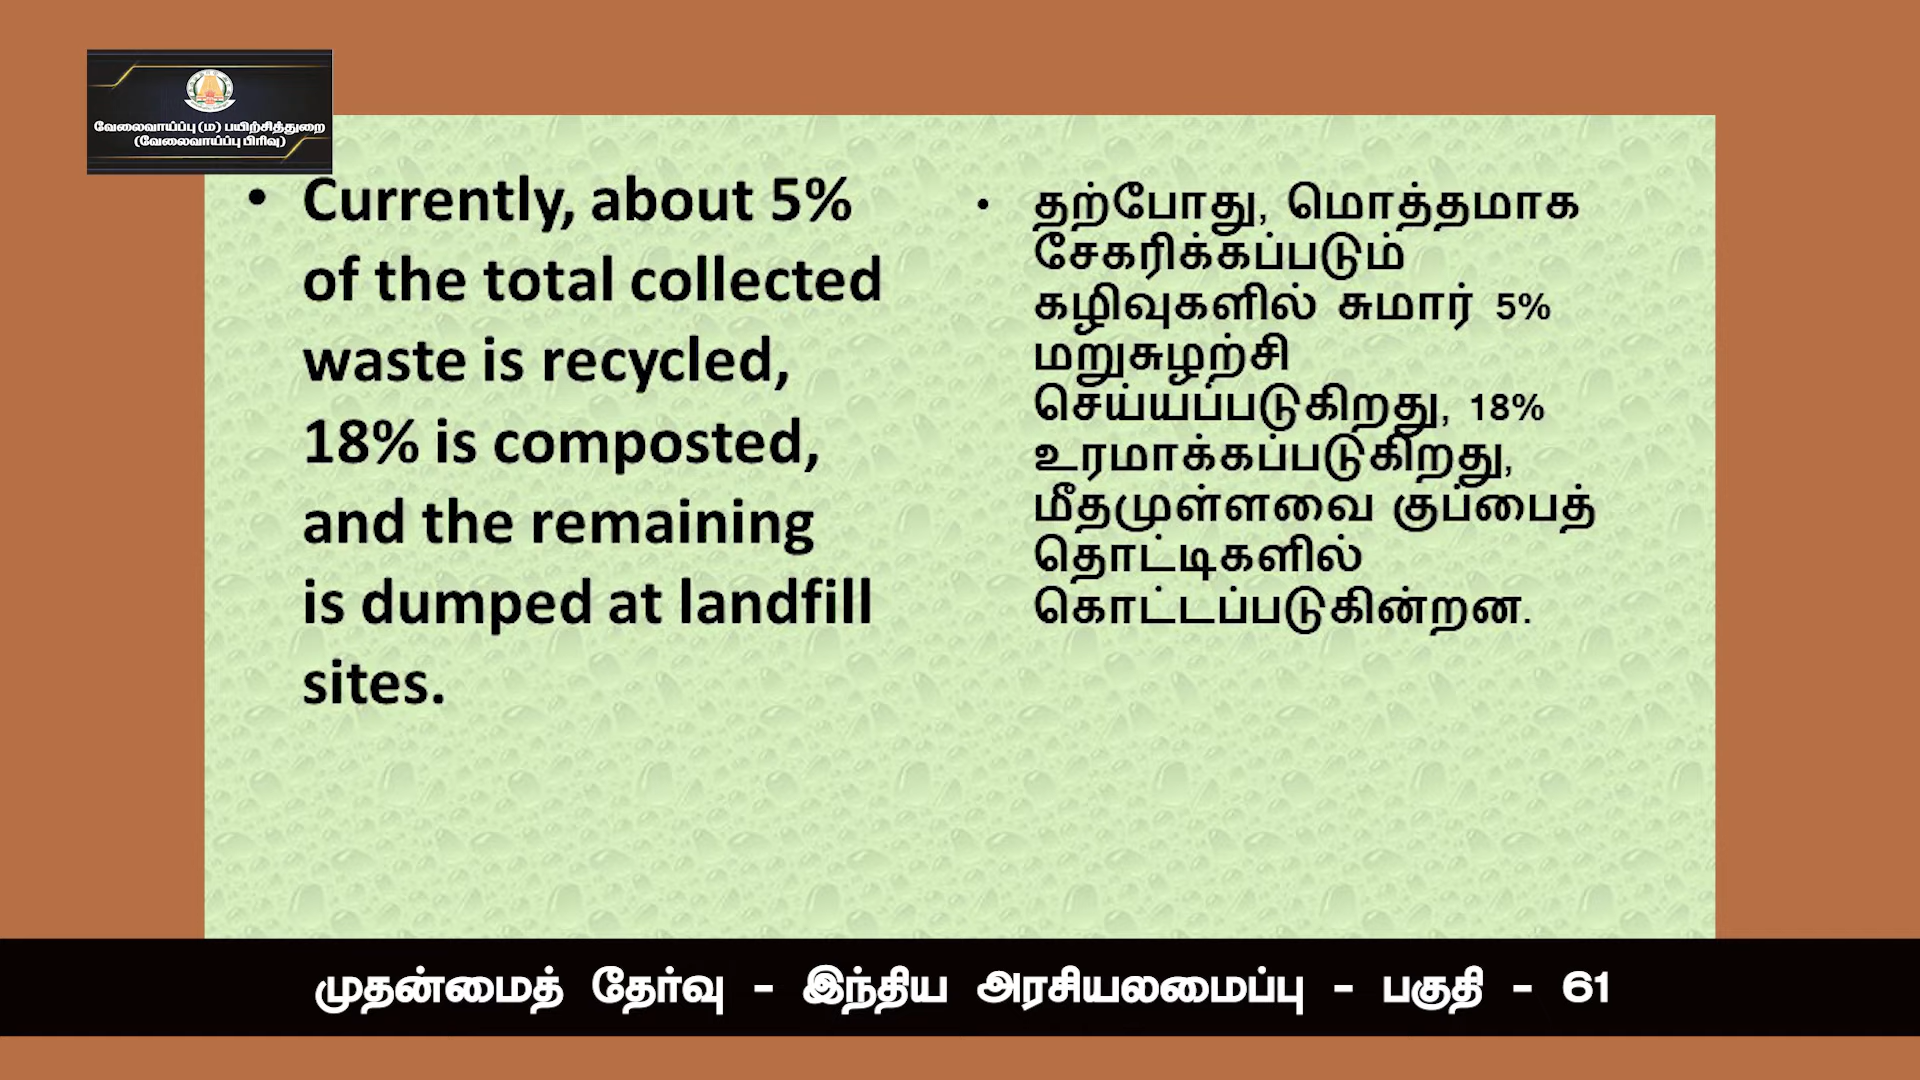 வேலைவாய்ப்பு (ம) பயிற்சித்துறை
(வேலைவாய்ப்பு பிரிவு)
• Currently, about 5%
of the total collected
waste is recycled,
18% is composted,
and the remaining
is dumped at landfill
sites.
• தற்போது, மொத்தமாக
சேகரிக்கப்படும்
கழிவுகளில் சுமார் 5%
மறுசுழற்சி
செய்யப்படுகிறது, 18%
உரமாக்கப்படுகிறது,
மீதமுள்ளவை குப்பைத்
தொட்டிகளில்
கொட்டப்படுகின்றன.
முதன்மைத் தேர்வு - இந்திய அரசியலமைப்பு - பகுதி - 61